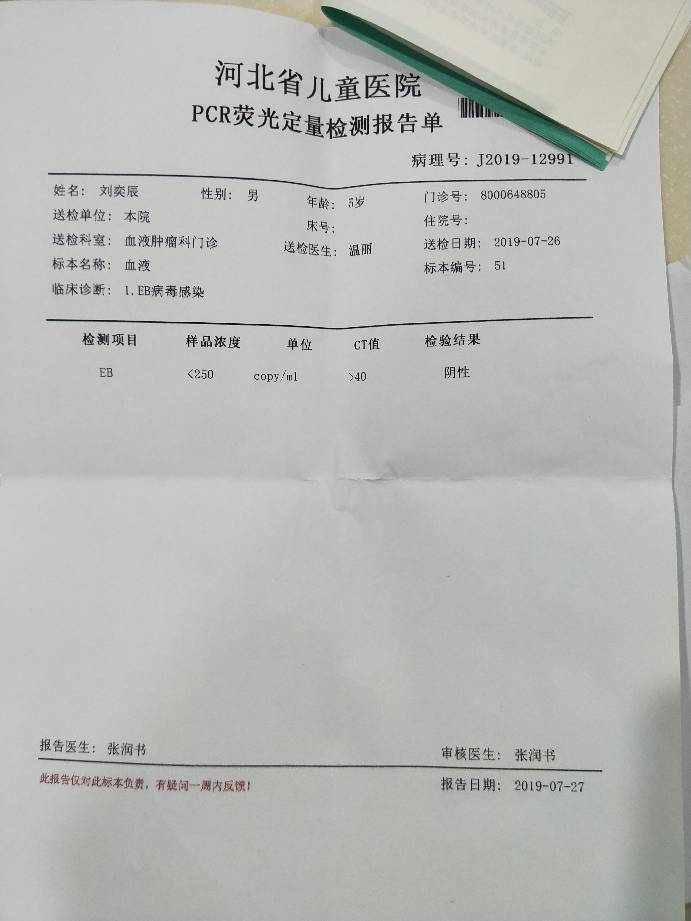 河北省儿童医院
PCR荧光定量检测报告单
病理号: J2019-12991
姓名: 刘奕辰 性别: 男 年龄: 5岁 门诊号: 8000648805
送检单位: 本院 床号: 住院号:
送检科室: 血液肿瘤科门诊 送检医生: 温丽 送检日期: 2019-07-26
标本名称: 血液 标本编号: 51
临床诊断: 1.EB病毒感染
检测项目 样品浓度 单位 CT值 检验结果
EB <250 copy/ml >40 阴性
报告医生: 张润书 审核医生: 张润书
此报告仅对此标本负责，有疑问一周内反馈! 报告日期: 2019-07-27